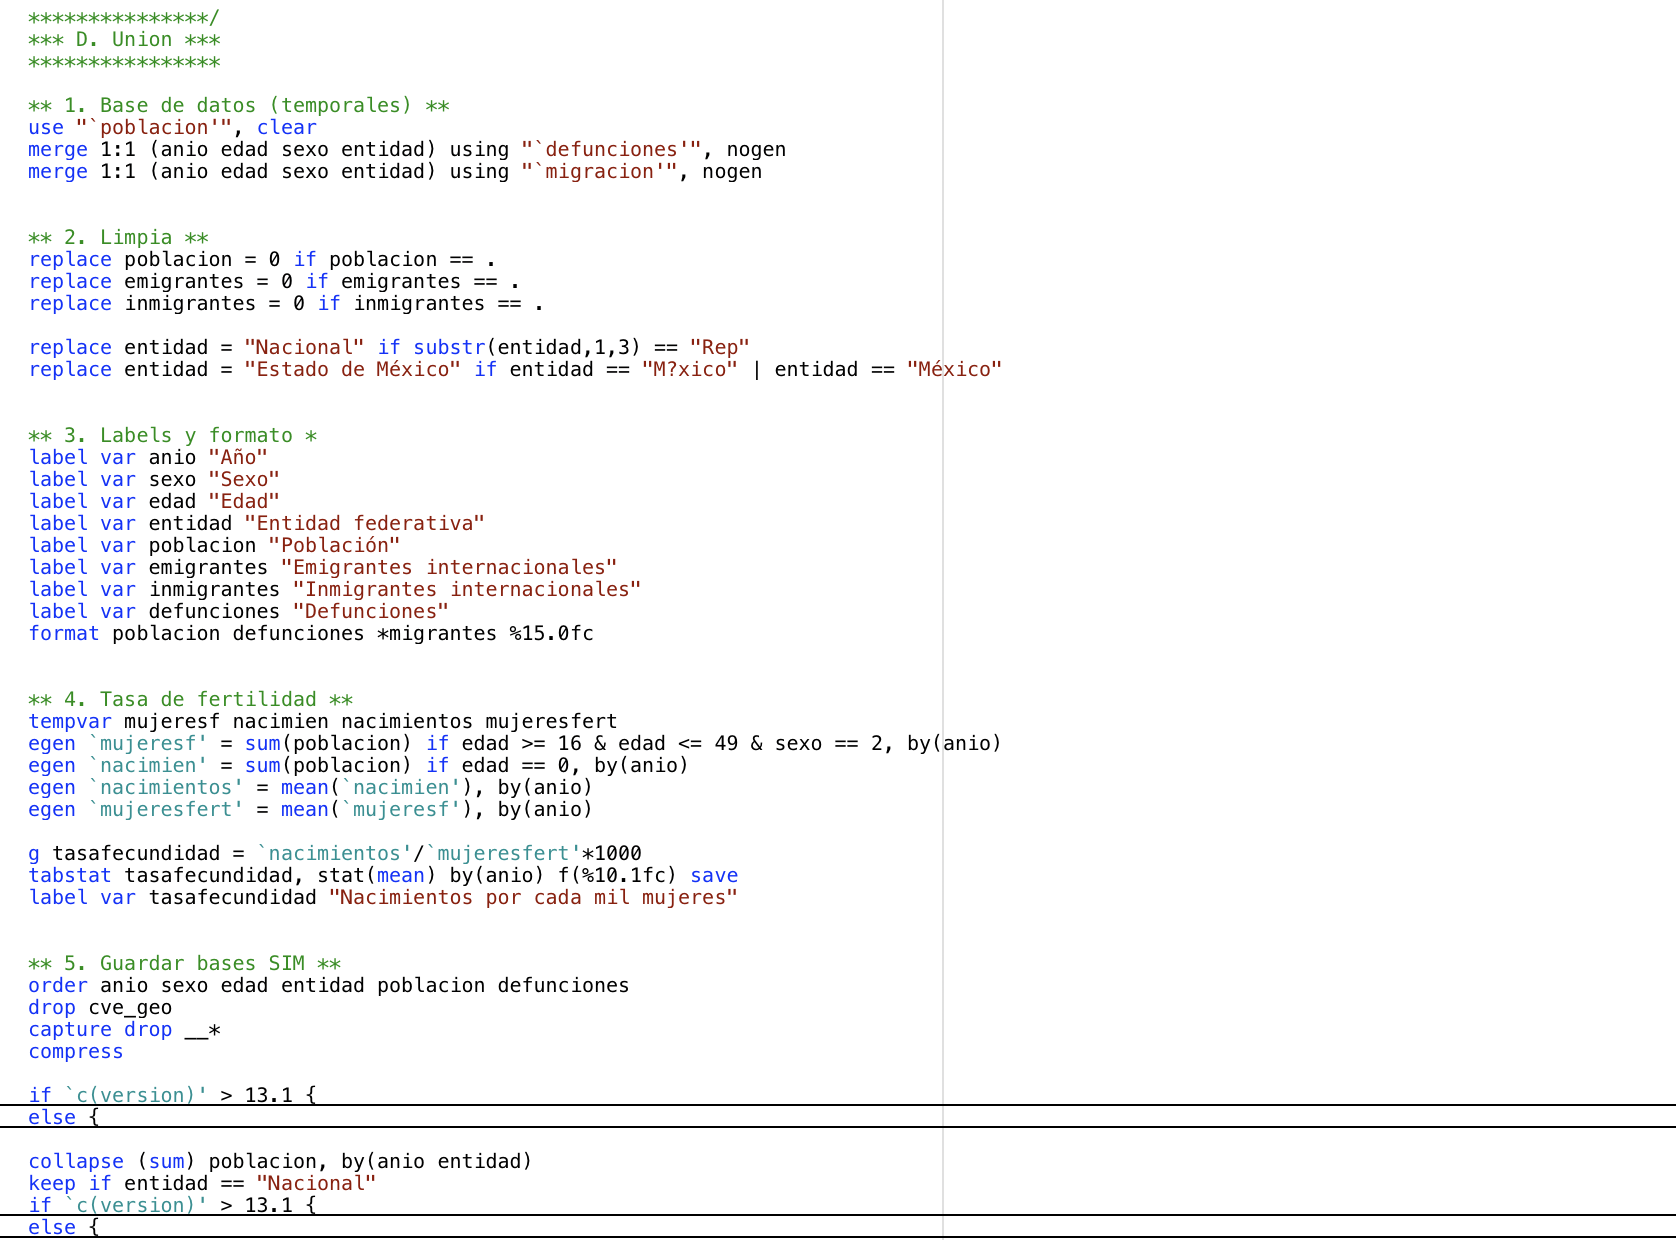 ***************/
*** D. Union ***
****************
** 1. Base de datos (temporales) **
use "`poblacion'", clear
merge 1:1 (anio edad sexo entidad) using "`defunciones'", nogen
merge 1:1 (anio edad sexo entidad) using "`migracion'", nogen
** 2. Limpia **
replace poblacion = 0 if poblacion == .
replace emigrantes = 0 if emigrantes == .
replace inmigrantes = 0 if inmigrantes == .
replace entidad = "Nacional" if substr(entidad,1,3) == "Rep"
replace entidad = "Estado de México" if entidad == "M?xico" | entidad == "México"
** 3. Labels y formato *
label var anio "Año"
label var sexo "Sexo"
label var edad "Edad"
label var entidad "Entidad federativa"
label var poblacion "Población"
label var emigrantes "Emigrantes internacionales"
label var inmigrantes "Inmigrantes internacionales"
label var defunciones "Defunciones"
format poblacion defunciones *migrantes %15.0fc
** 4. Tasa de fertilidad **
tempvar mujeresf nacimien nacimientos mujeresfert
egen `mujeresf' = sum(poblacion) if edad >= 16 & edad <= 49 & sexo == 2, by(anio)
egen `nacimien' = sum(poblacion) if edad == 0, by(anio)
egen `nacimientos' = mean(`nacimien'), by(anio)
egen `mujeresfert' = mean(`mujeresf'), by(anio)
g tasafecundidad = `nacimientos'/`mujeresfert'*1000
tabstat tasafecundidad, stat(mean) by(anio) f(%10.1fc) save
label var tasafecundidad "Nacimientos por cada mil mujeres"
** 5. Guardar bases SIM **
order anio sexo edad entidad poblacion defunciones
drop cve_geo
capture drop __*
compress
if `c(version)' > 13.1 {
else {
collapse (sum) poblacion, by(anio entidad)
keep if entidad == "Nacional"
if `c(version)' > 13.1 {
else {